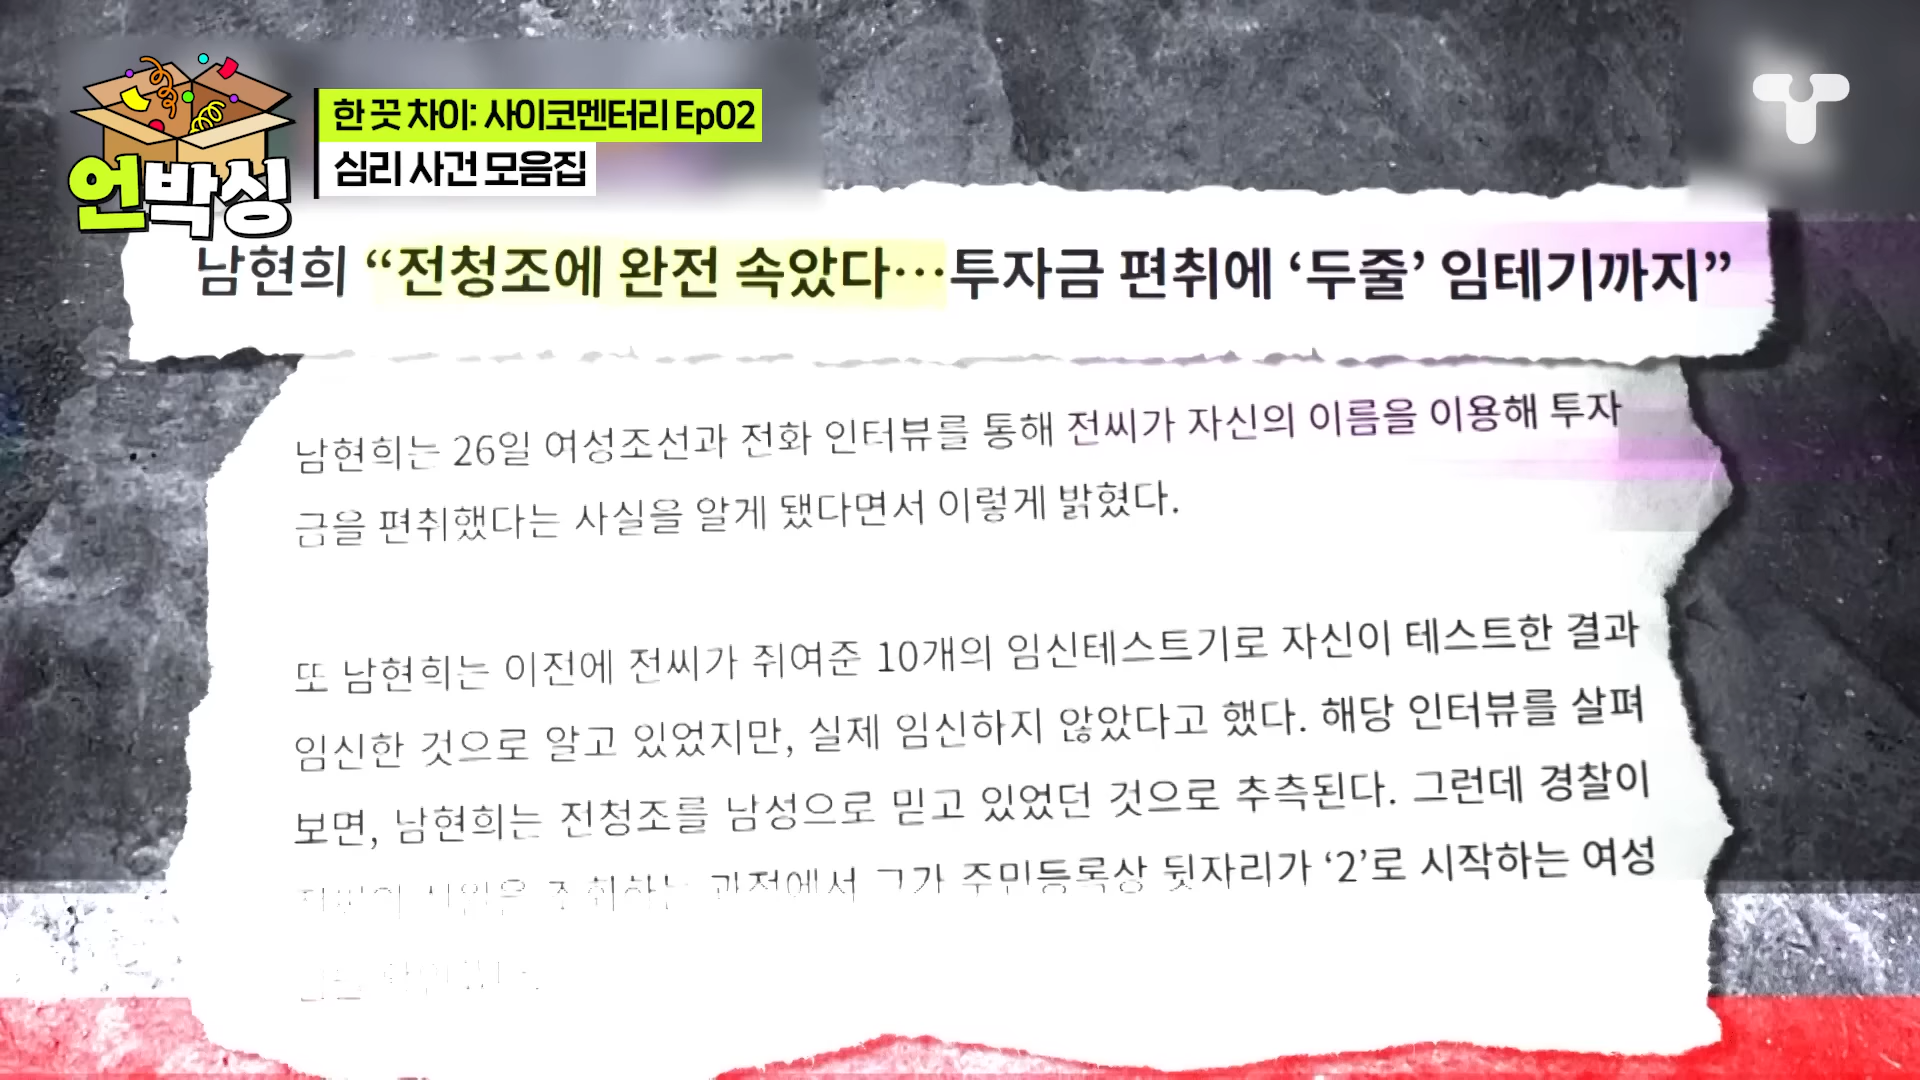 언박싱
한 끗 차이: 사이코멘터리 Ep02
심리 사건 모음집
남현희 “전청조에 완전 속았다…투자금 편취에 ‘두줄’ 임테기까지”
남현희는 26일 여성조선과 전화 인터뷰를 통해 전씨가 자신의 이름을 이용해 투자
금을 편취했다는 사실을 알게 됐다면서 이렇게 밝혔다.
또 남현희는 이전에 전씨가 쥐여준 10개의 임신테스트기로 자신이 테스트한 결과
임신한 것으로 알고 있었지만, 실제 임신하지 않았다고 했다. 해당 인터뷰를 살펴
보면, 남현희는 전청조를 남성으로 믿고 있었던 것으로 추측된다. 그런데 경찰이
조회하는 과정에서 그가 주민등록상 뒷자리가 ‘2’로 시작하는 여성